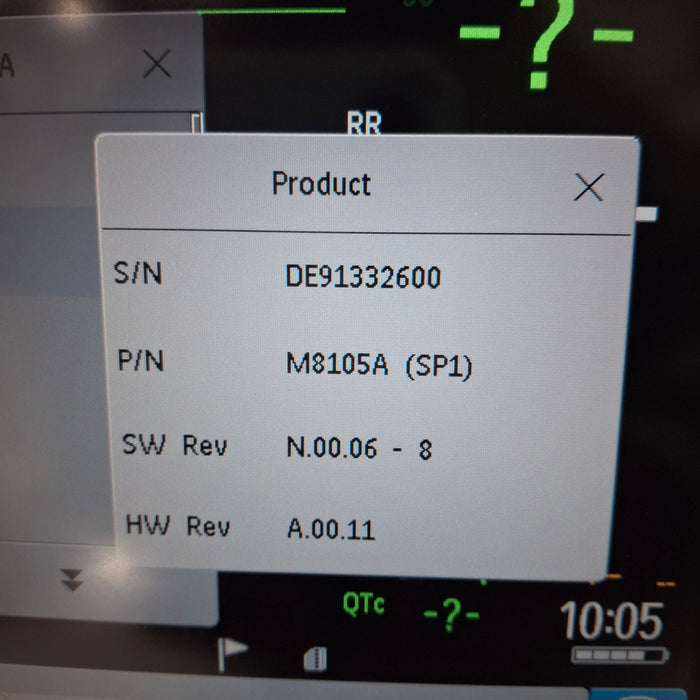 A
-?-
RR
Product
S/N DE91332600
P/N M8105A (SP1)
SW Rev N.00.06 - 8
HW Rev A.00.11
QTc -?-
10:05